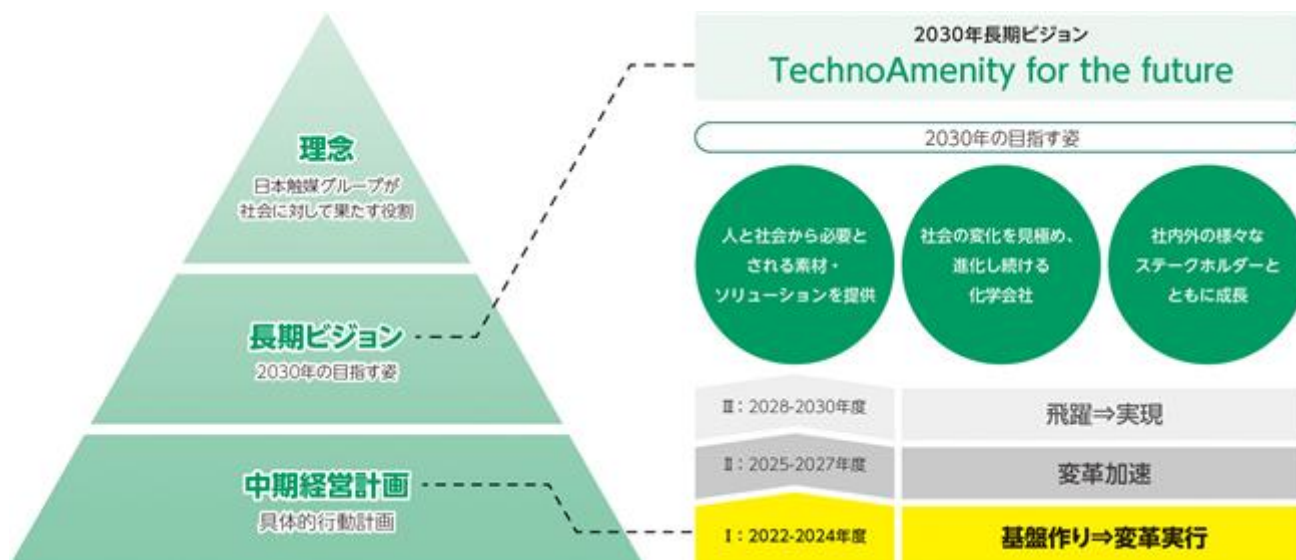 理念
日本触媒グループが
社会に対して果たす役割
長期ビジョン
2030年の目指す姿
中期経営計画
具体的行動計画
2030年長期ビジョン
TechnoAmenity for the future
2030年の目指す姿
人と社会から必要と
される素材・
ソリューションを提供
社会の変化を見極め、
進化し続ける
化学会社
社内外の様々な
ステークホルダーと
ともに成長
Ⅲ：2028-2030年度
飛躍⇒実現
Ⅱ：2025-2027年度
変革加速
Ⅰ：2022-2024年度
基盤作り⇒変革実行